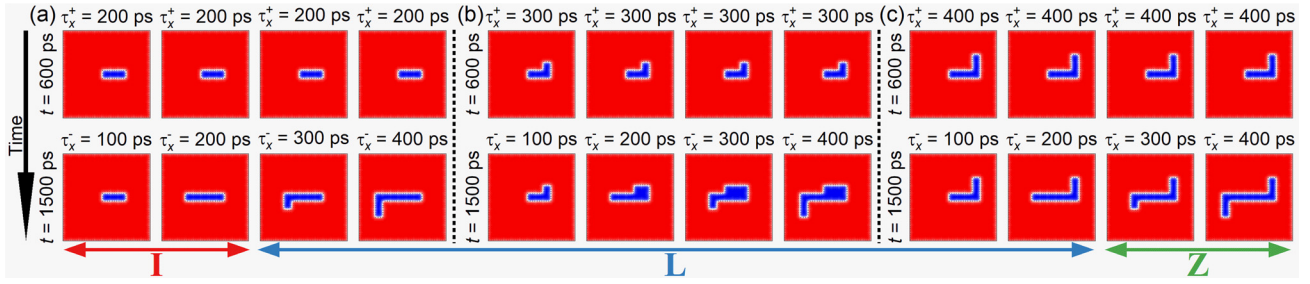 (a) τₓ⁺ = 200 ps τₓ⁺ = 200 ps τₓ⁺ = 200 ps τₓ⁺ = 200 ps (b) τₓ⁺ = 300 ps τₓ⁺ = 300 ps τₓ⁺ = 300 ps τₓ⁺ = 300 ps (c) τₓ⁺ = 400 ps τₓ⁺ = 400 ps τₓ⁺ = 400 ps τₓ⁺ = 400 ps
Time
t = 600 ps t = 600 ps t = 600 ps
τₓ⁻ = 100 ps τₓ⁻ = 200 ps τₓ⁻ = 300 ps τₓ⁻ = 400 ps τₓ⁻ = 100 ps τₓ⁻ = 200 ps τₓ⁻ = 300 ps τₓ⁻ = 400 ps τₓ⁻ = 100 ps τₓ⁻ = 200 ps τₓ⁻ = 300 ps τₓ⁻ = 400 ps
t = 1500 ps t = 1500 ps t = 1500 ps
I L Z